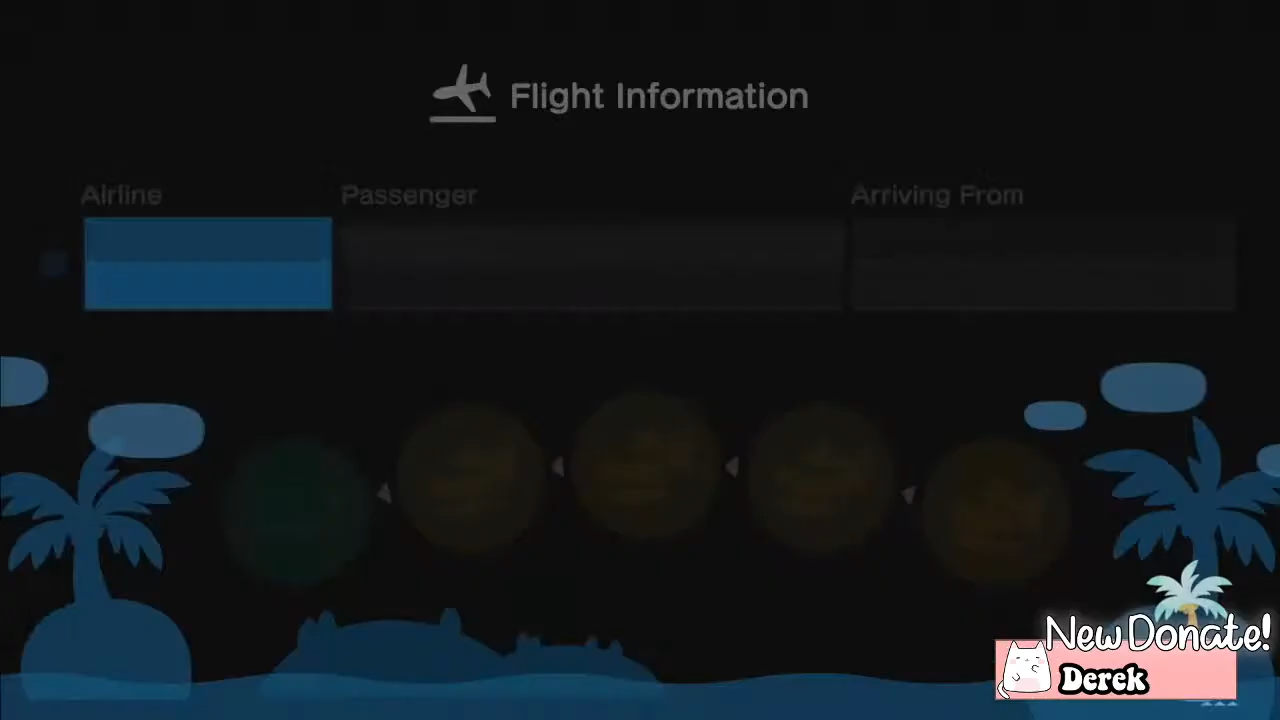 Flight Information
Airline
Passenger
Arriving From
New Donate!
Derek